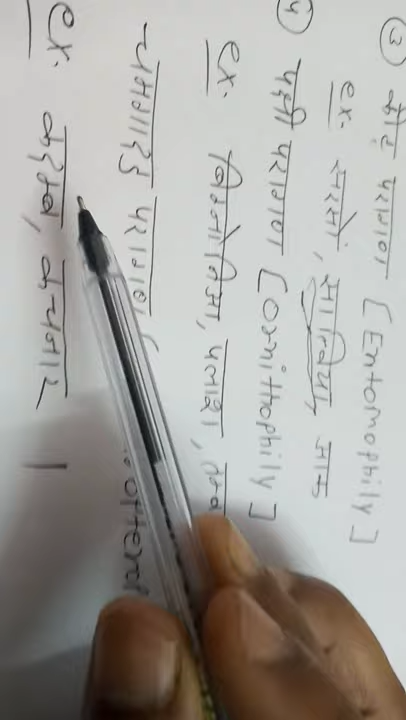 ③ कीट परागण [Entomophily]
ex. सरसों, साल्विया,
④ पक्षी परागण [Ornithophily]
ex. बिग्नोनिया, पलाश,
चमगादड़ परागण
ex. कदम्ब, कचनार ।